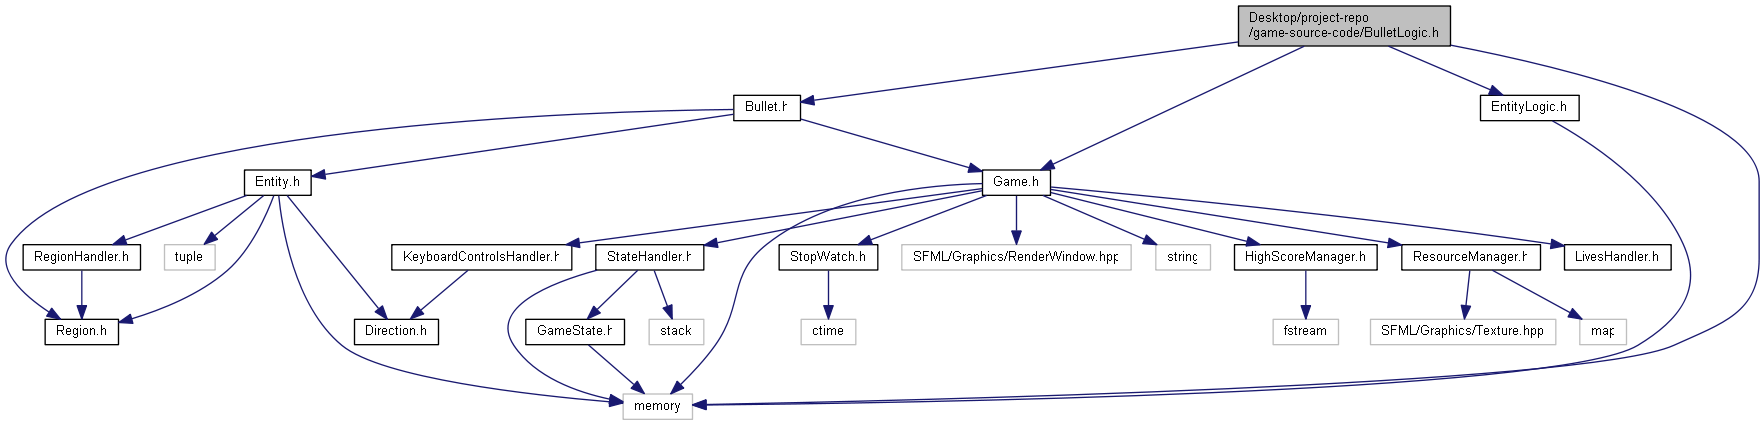 Desktop/project-repo
/game-source-code/BulletLogic.h
Bullet.h
EntityLogic.h
Entity.h
Game.h
RegionHandler.h
tuple
KeyboardControlsHandler.h
StateHandler.h
StopWatch.h
SFML/Graphics/RenderWindow.hpp
string
HighScoreManager.h
ResourceManager.h
LivesHandler.h
Region.h
Direction.h
GameState.h
stack
ctime
fstream
SFML/Graphics/Texture.hpp
map
memory